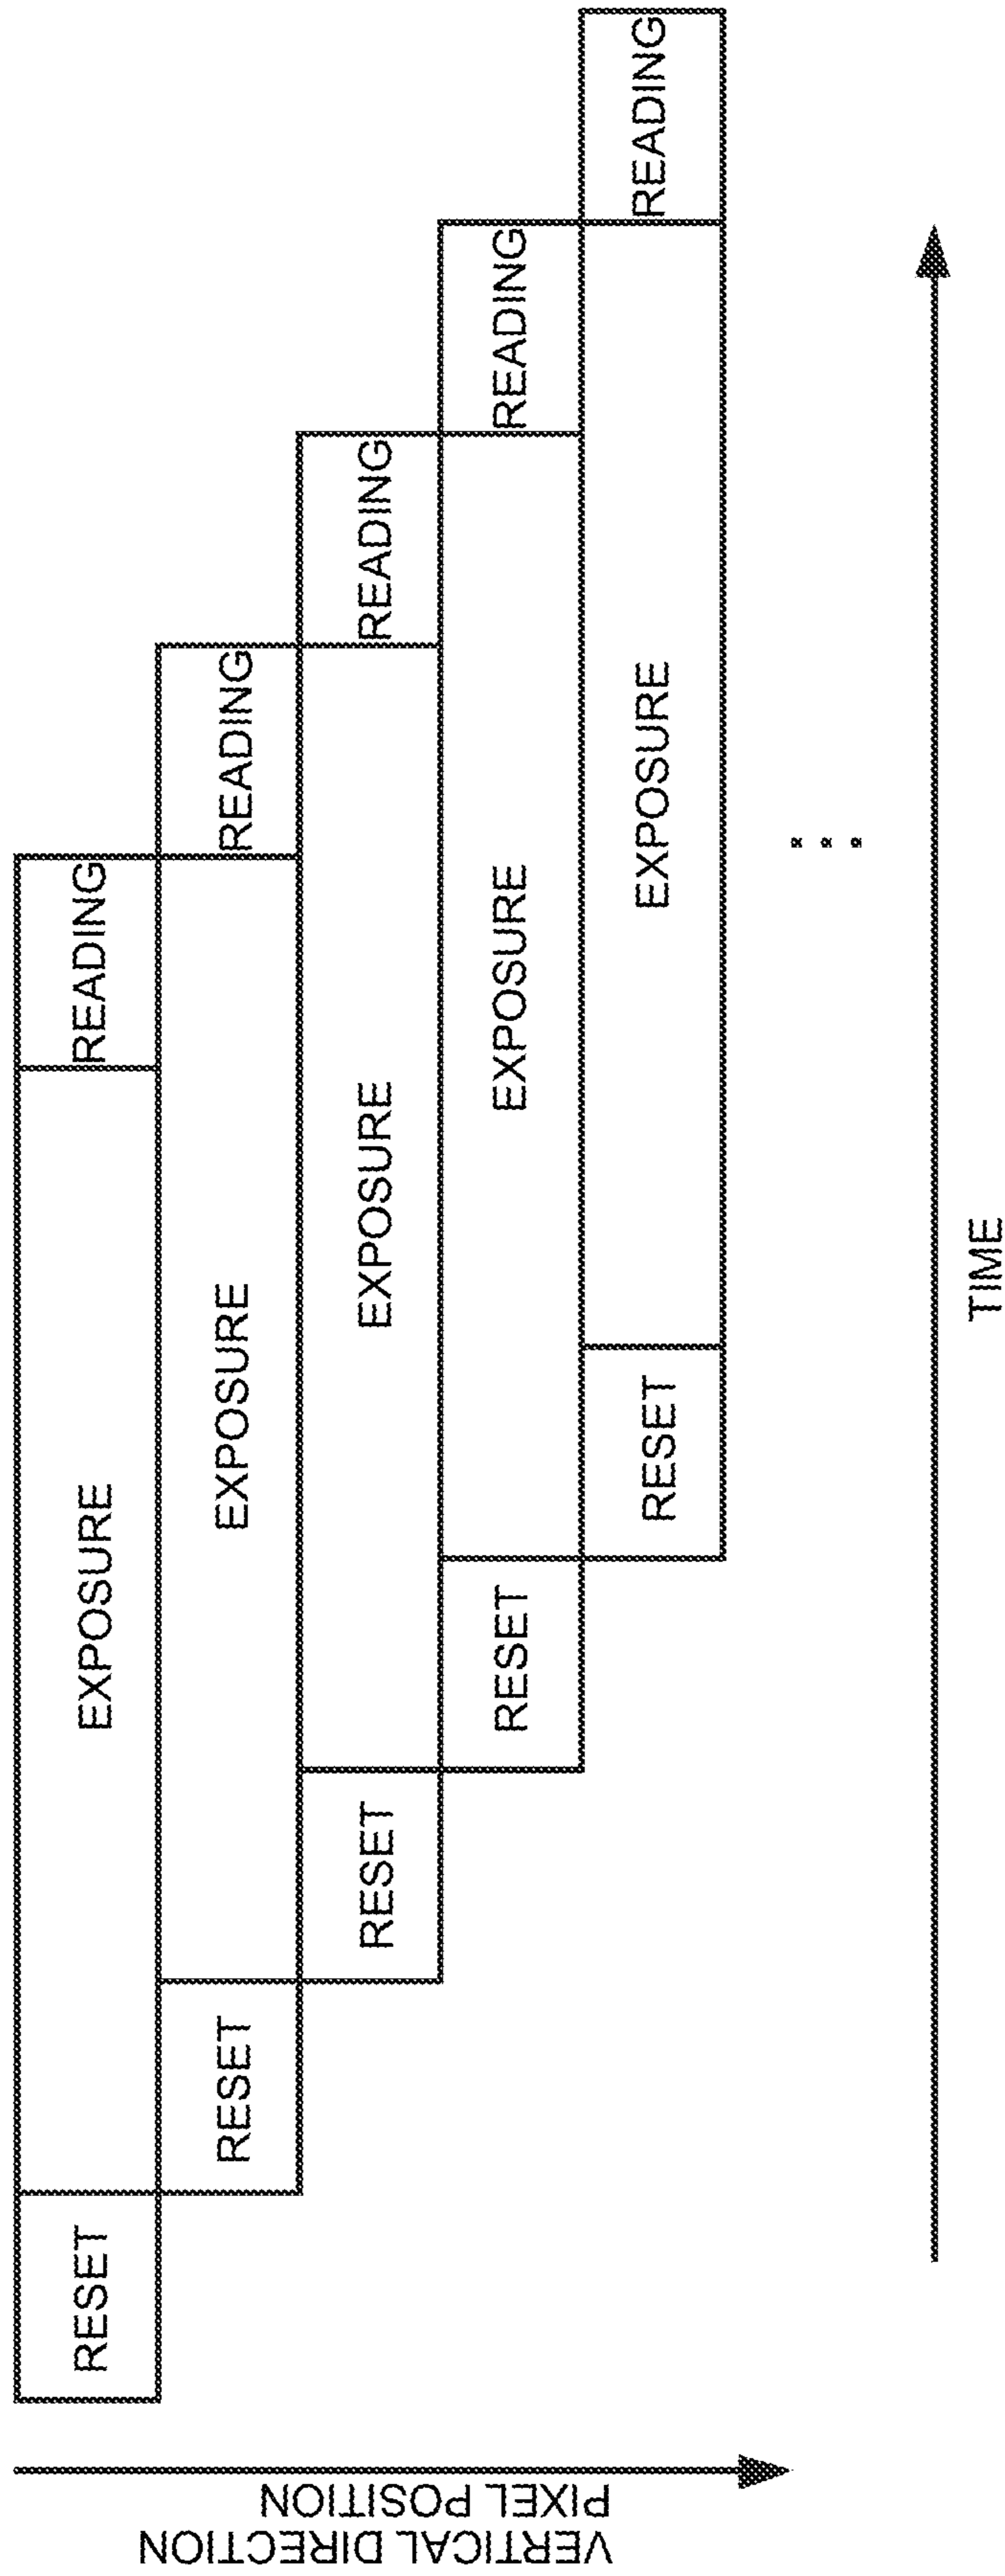 VERTICAL DIRECTION
PIXEL POSITION
RESET
EXPOSURE
READING
RESET
EXPOSURE
READING
RESET
EXPOSURE
READING
RESET
EXPOSURE
READING
RESET
EXPOSURE
READING
...
TIME